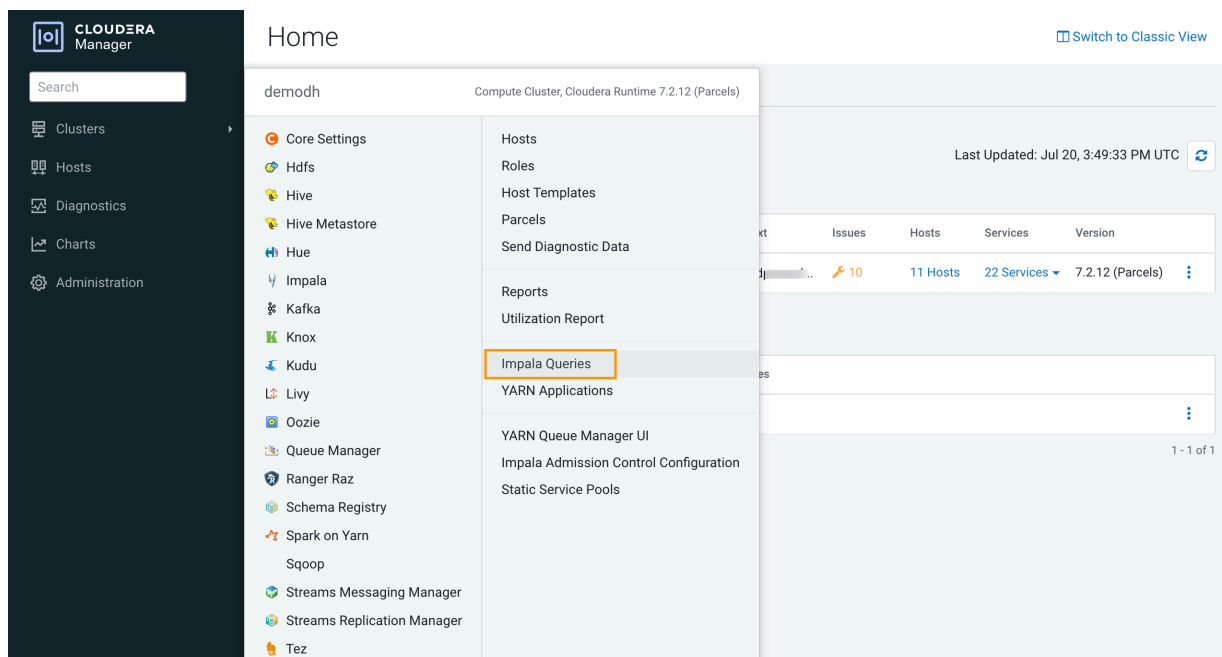 CLOUDERA
Manager
Search
Clusters
Hosts
Diagnostics
Charts
Administration
Home
Switch to Classic View
demodh
Compute Cluster, Cloudera Runtime 7.2.12 (Parcels)
Core Settings
Hdfs
Hive
Hive Metastore
Hue
Impala
Kafka
Knox
Kudu
Livy
Oozie
Queue Manager
Ranger Raz
Schema Registry
Spark on Yarn
Sqoop
Streams Messaging Manager
Streams Replication Manager
Tez
Hosts
Roles
Host Templates
Parcels
Send Diagnostic Data
Reports
Utilization Report
Impala Queries
YARN Applications
YARN Queue Manager UI
Impala Admission Control Configuration
Static Service Pools
Last Updated: Jul 20, 3:49:33 PM UTC
Issues Hosts Services Version
10 11 Hosts 22 Services 7.2.12 (Parcels)
1 - 1 of 1